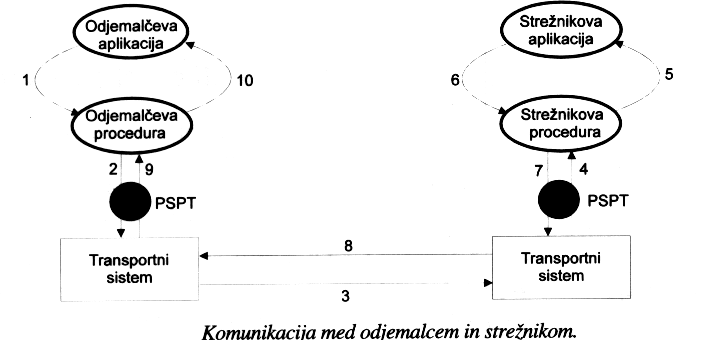 Odjemalčeva
aplikacija
Strežnikova
aplikacija
1
10
6
5
Odjemalčeva
procedura
Strežnikova
procedura
2
9
7
4
PSPT
PSPT
Transportni
sistem
8
Transportni
sistem
3
Komunikacija med odjemalcem in strežnikom.